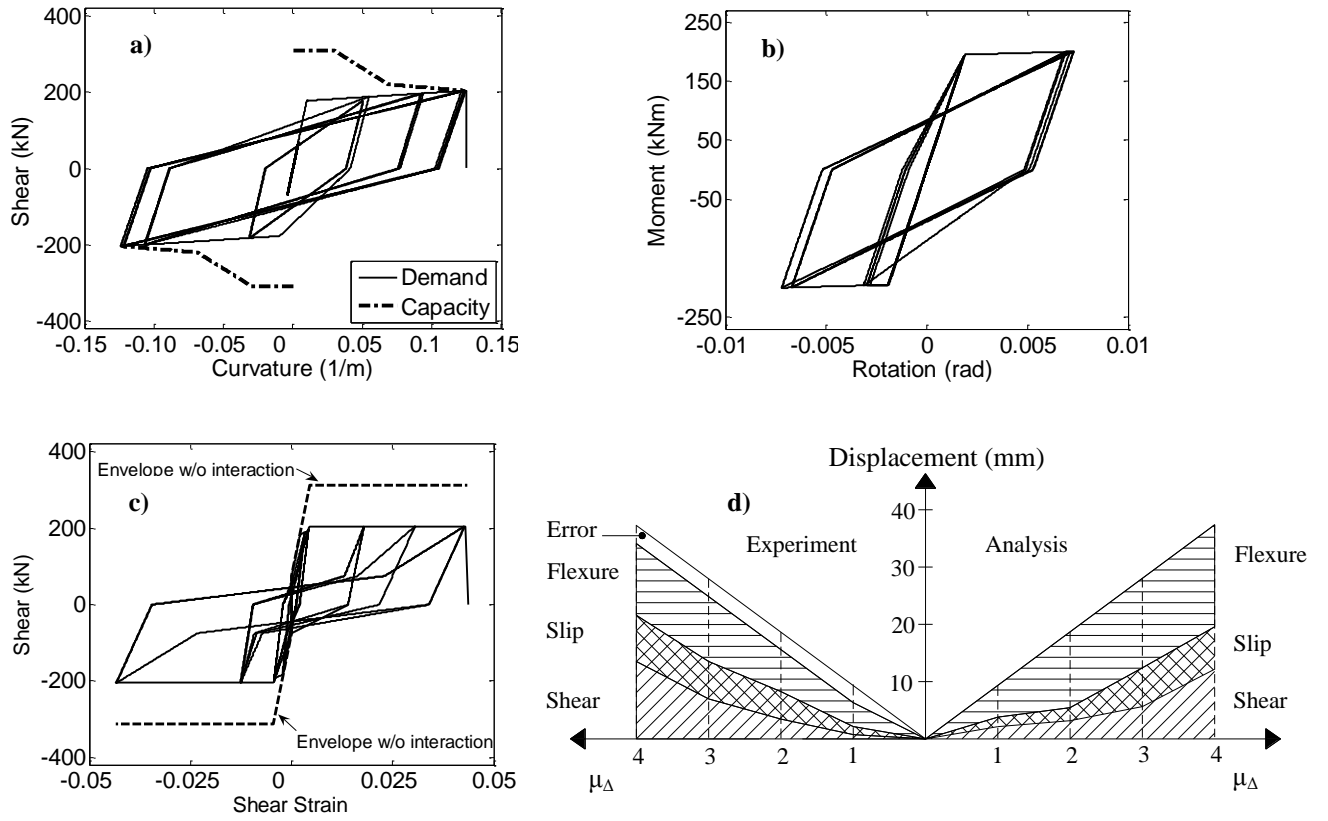 a)
400
200
0
-200
-400
Shear (kN)
-0.15 -0.10 -0.05 0 0.05 0.10 0.15
Curvature (1/m)
Demand
Capacity
b)
250
150
50
-50
-250
Moment (kNm)
-0.01 -0.005 0 0.005 0.01
Rotation (rad)
c)
400
200
0
-200
-400
Shear (kN)
Envelope w/o interaction
Envelope w/o interaction
-0.05 -0.025 0 0.025 0.05
Shear Strain
Displacement (mm)
d)
40
30
20
10
Error
Experiment
Analysis
Flexure
Flexure
Slip
Slip
Shear
Shear
4 3 2 1 1 2 3 4
μΔ
μΔ